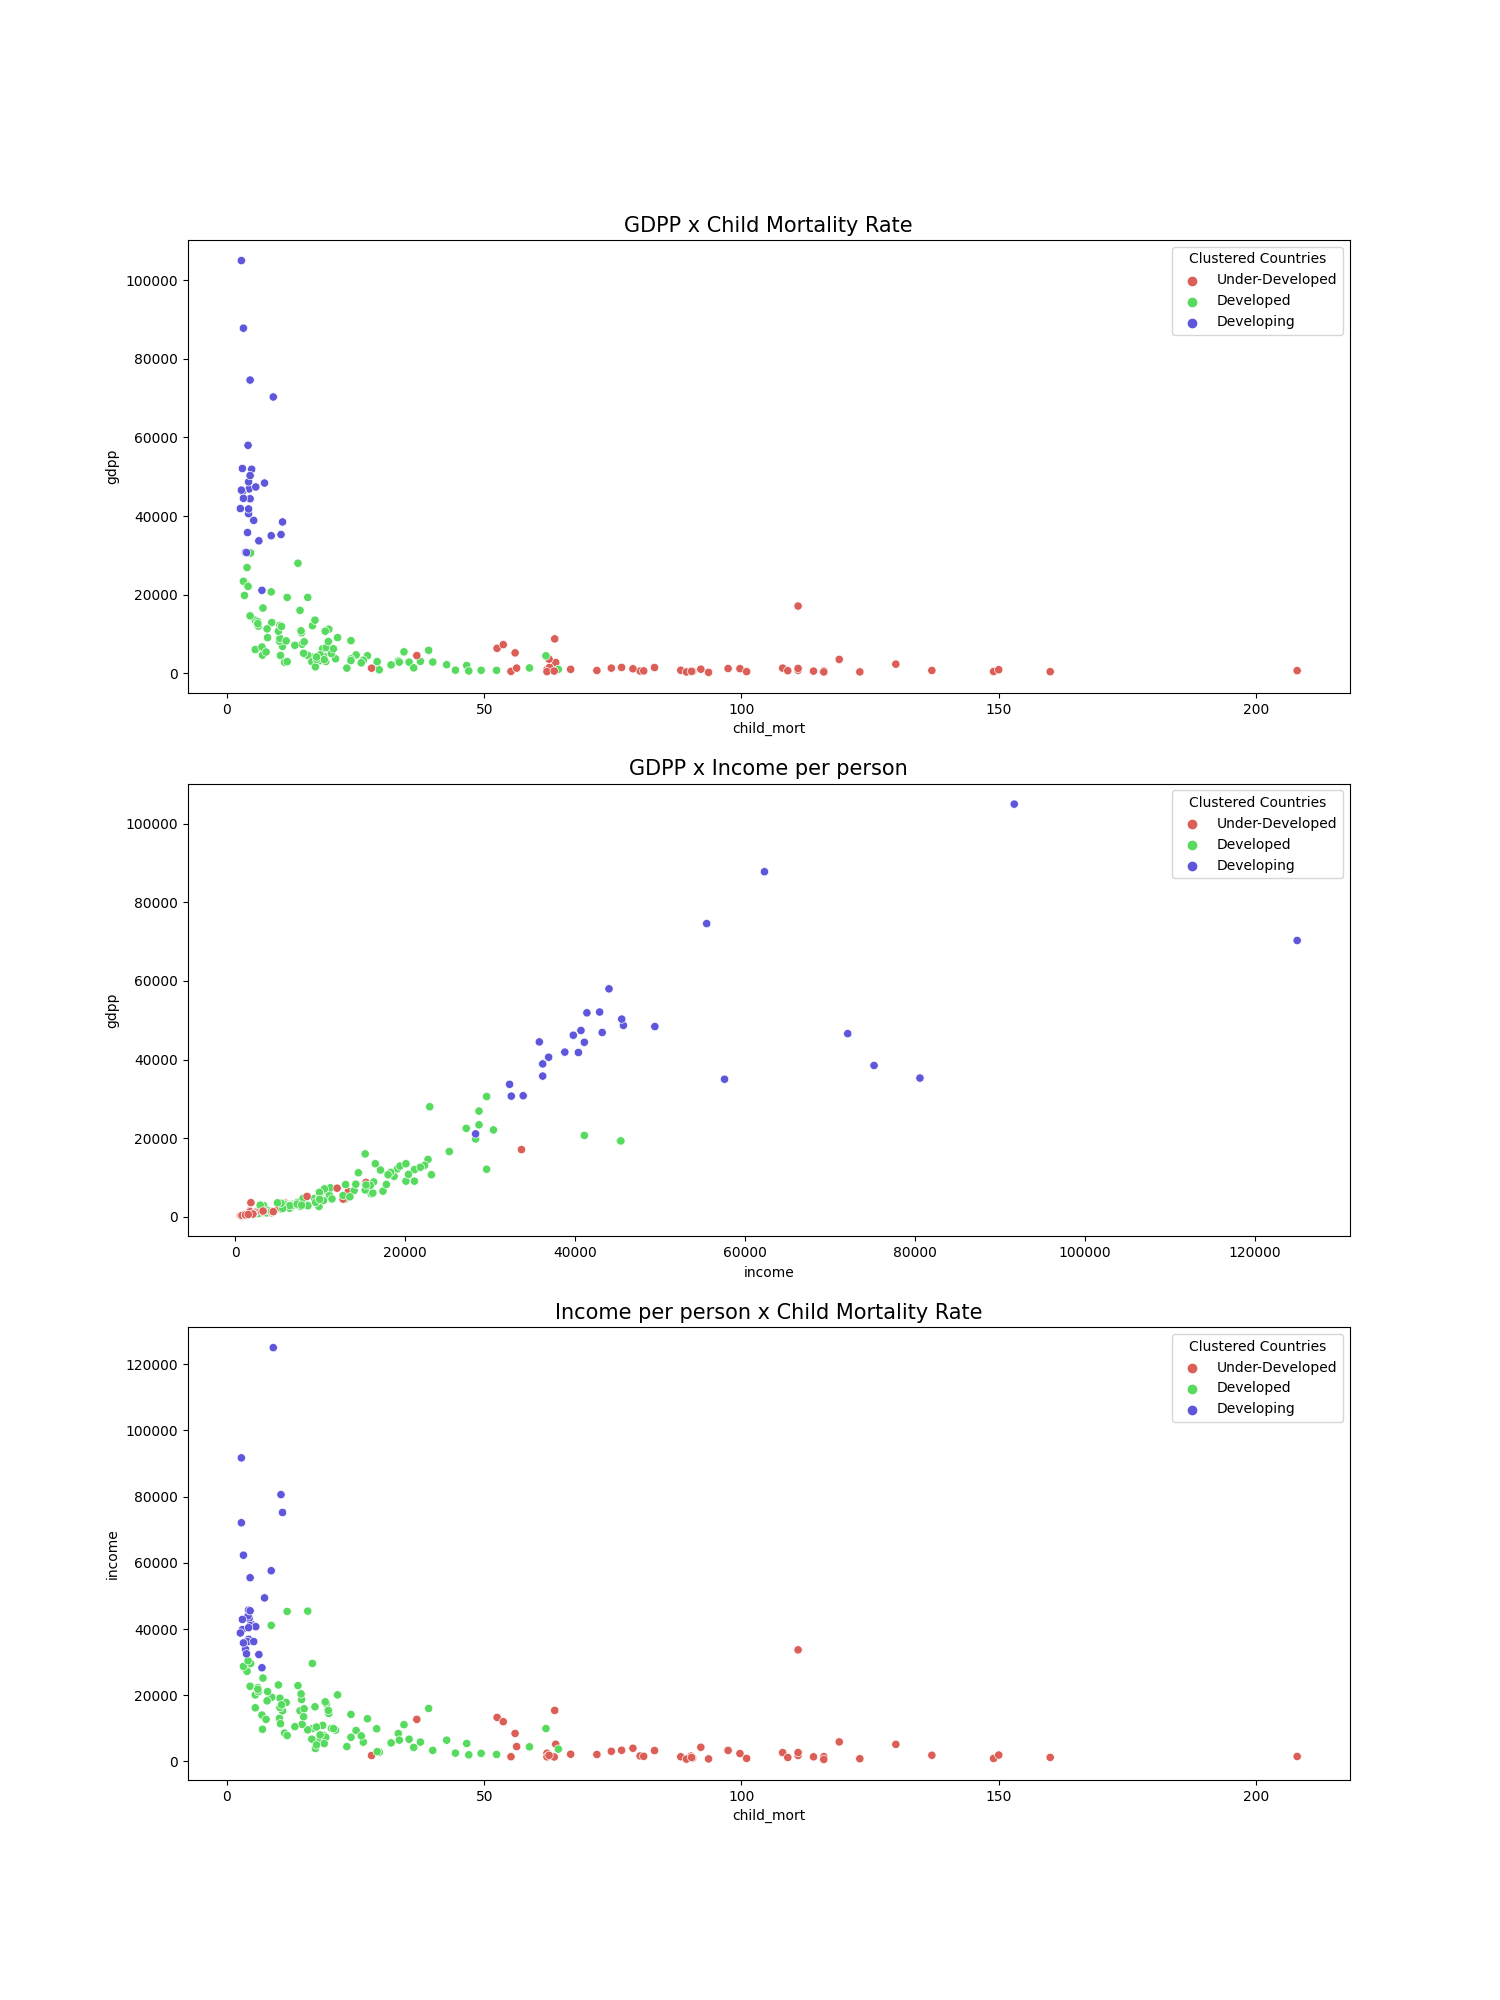 GDPP x Child Mortality Rate
Clustered Countries
Under-Developed
Developed
Developing
100000
80000
60000
40000
20000
0
gdpp
0 50 100 150 200
child_mort
GDPP x Income per person
Clustered Countries
Under-Developed
Developed
Developing
100000
80000
60000
40000
20000
0
gdpp
0 20000 40000 60000 80000 100000 120000
income
Income per person x Child Mortality Rate
Clustered Countries
Under-Developed
Developed
Developing
120000
100000
80000
60000
40000
20000
0
income
0 50 100 150 200
child_mort